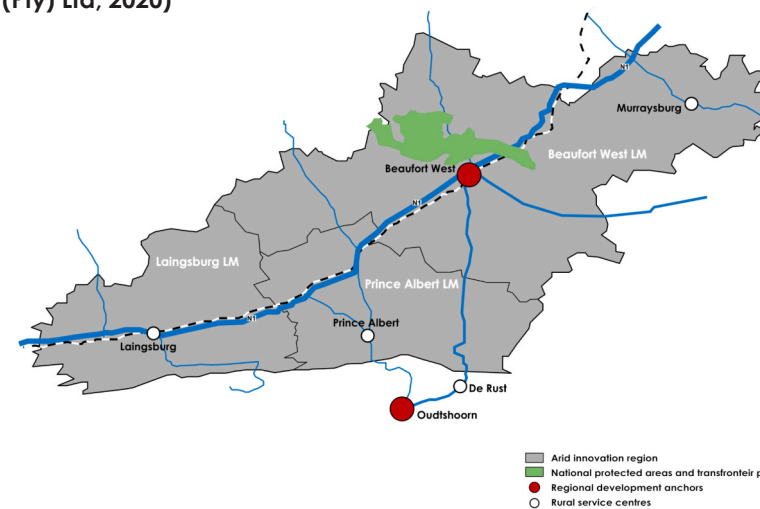 (Pty) Ltd, 2020)
N1
Murraysburg
Beaufort West LM
Beaufort West
N1
Laingsburg LM
Prince Albert LM
N1
Prince Albert
Laingsburg
De Rust
Oudtshoorn
Arid innovation region
National protected areas and transfronteir p
Regional development anchors
Rural service centres